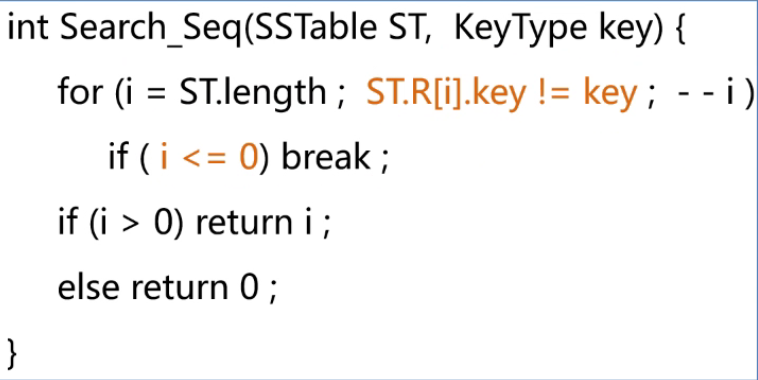 int Search_Seq(SSTable ST, KeyType key) {
for (i = ST.length ; ST.R[i].key != key ; - - i )
if ( i <= 0) break ;
if (i > 0) return i ;
else return 0 ;
}